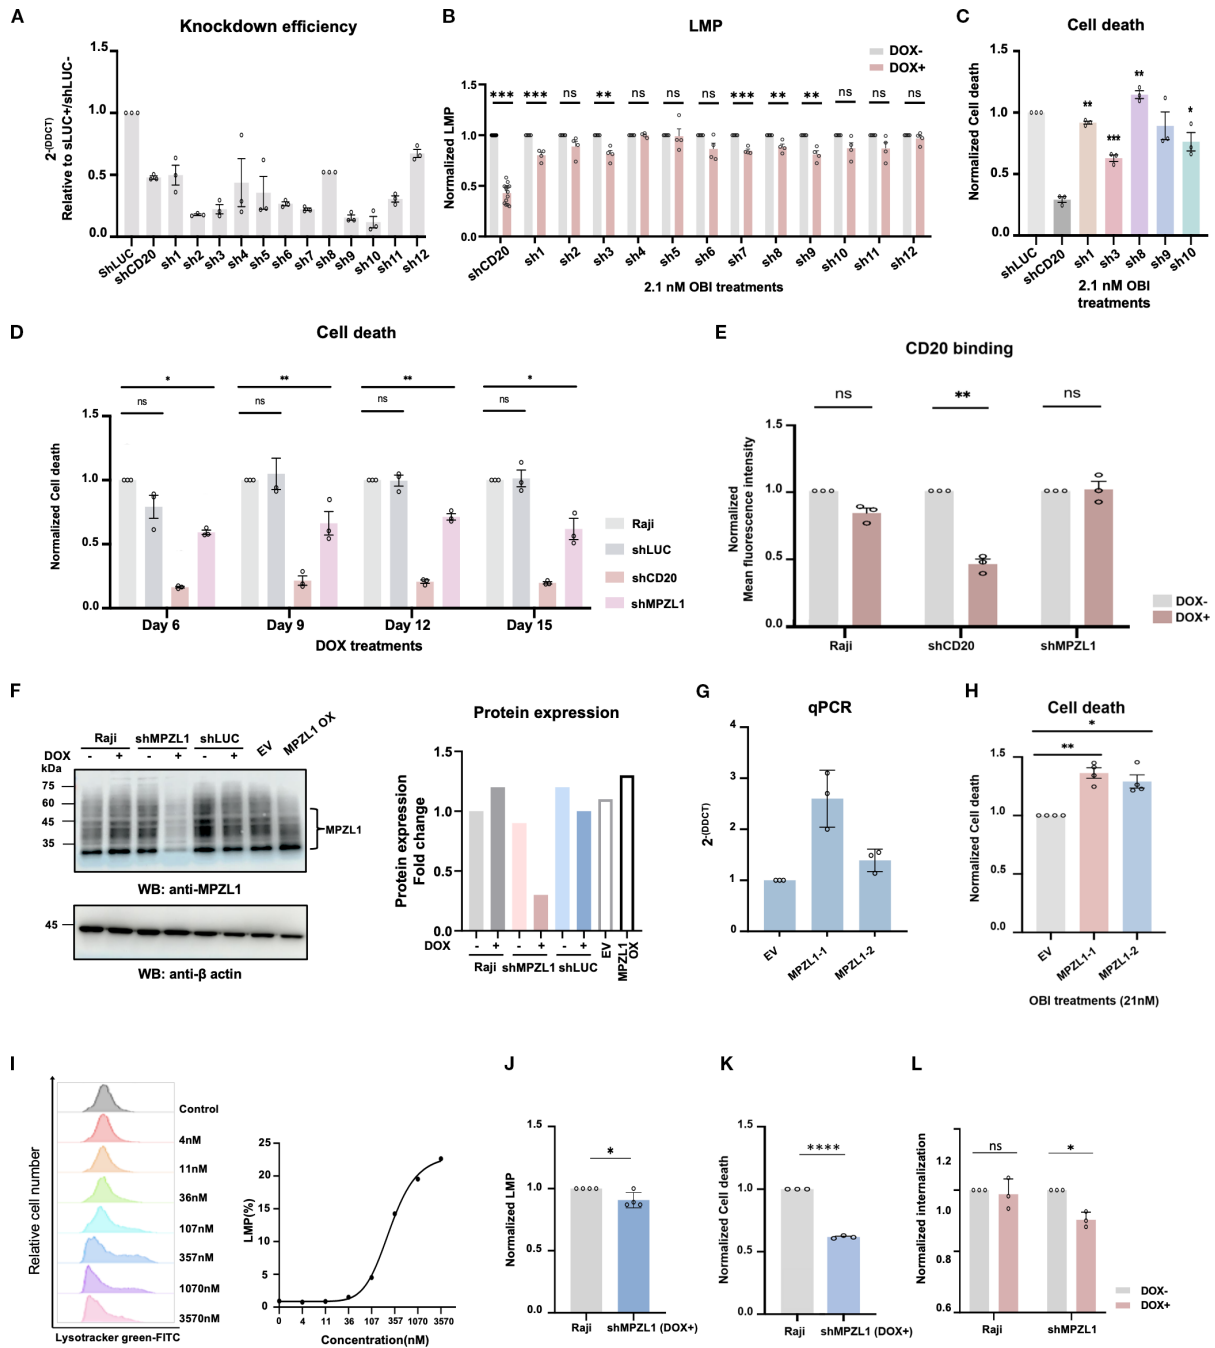 A
Knockdown efficiency
2-(DDCT)
Relative to sLUC+/shLUC-
1.5
1.0
0.5
0.0
shLUC
shCD20
sh1
sh2
sh3
sh4
sh5
sh6
sh7
sh8
sh9
sh10
sh11
sh12
B
LMP
DOX-
DOX+
Normalized LMP
1.5
1.0
0.5
0.0
*** *** ns ** ns ns ns *** ** ** ns ns ns
shCD20
sh1
sh2
sh3
sh4
sh5
sh6
sh7
sh8
sh9
sh10
sh11
sh12
2.1 nM OBI treatments
C
Cell death
Normalized Cell death
1.5
1.0
0.5
0.0
** *** ** *
shLUC
shCD20
sh1
sh3
sh8
sh9
sh10
2.1 nM OBI
treatments
D
Cell death
Normalized Cell death
1.5
1.0
0.5
0.0
* ** ** *
ns ns ns ns
Day 6 Day 9 Day 12 Day 15
DOX treatments
Raji
shLUC
shCD20
shMPZL1
E
CD20 binding
Normalized
Mean fluorescence intensity
1.5
1.0
0.5
0.0
ns ** ns
Raji shCD20 shMPZL1
DOX-
DOX+
F
Raji shMPZL1 shLUC EV MPZL1 OX
DOX - + - + - +
kDa
75
60
45
35
MPZL1
WB: anti-MPZL1
45
WB: anti-β actin
Protein expression
Protein expression
Fold change
1.5
1.0
0.5
0.0
DOX - + - + - +
Raji shMPZL1 shLUC
EV
MPZL1
OX
G
qPCR
2-(DDCT)
4
3
2
1
0
EV
MPZL1-1
MPZL1-2
H
Cell death
Normalized Cell death
1.5
1.0
0.5
0.0
*
**
EV
MPZL1-1
MPZL1-2
OBI treatments (21nM)
I
Relative cell number
Control
4nM
11nM
36nM
107nM
357nM
1070nM
3570nM
Lysotracker green-FITC
LMP(%)
25
20
15
10
5
0
0 4 11 36 107 357 1070 3570
Concentration(nM)
J
Normalized LMP
1.5
1.0
0.5
0.0
*
Raji shMPZL1 (DOX+)
K
Normalized Cell death
1.5
1.0
0.5
0.0
****
Raji shMPZL1 (DOX+)
L
Normalized internalization
1.2
1.0
0.8
0.6
ns *
Raji shMPZL1
DOX-
DOX+